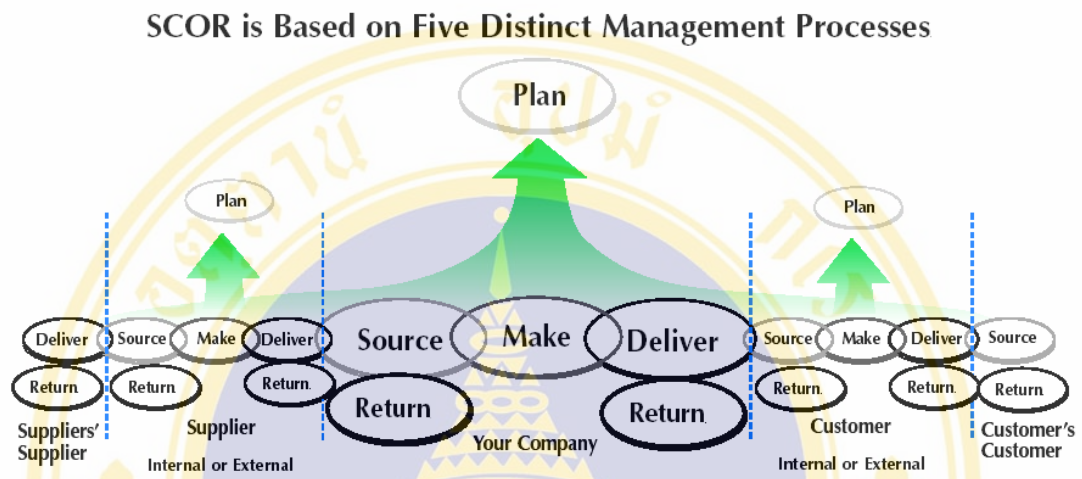 SCOR is Based on Five Distinct Management Processes
Plan
Plan
Plan
Deliver
Source
Make
Deliver
Source
Make
Deliver
Source
Make
Deliver
Source
Return
Return
Return
Return
Return
Return
Return
Return
Suppliers'
Supplier
Supplier
Internal or External
Your Company
Customer
Internal or External
Customer's
Customer